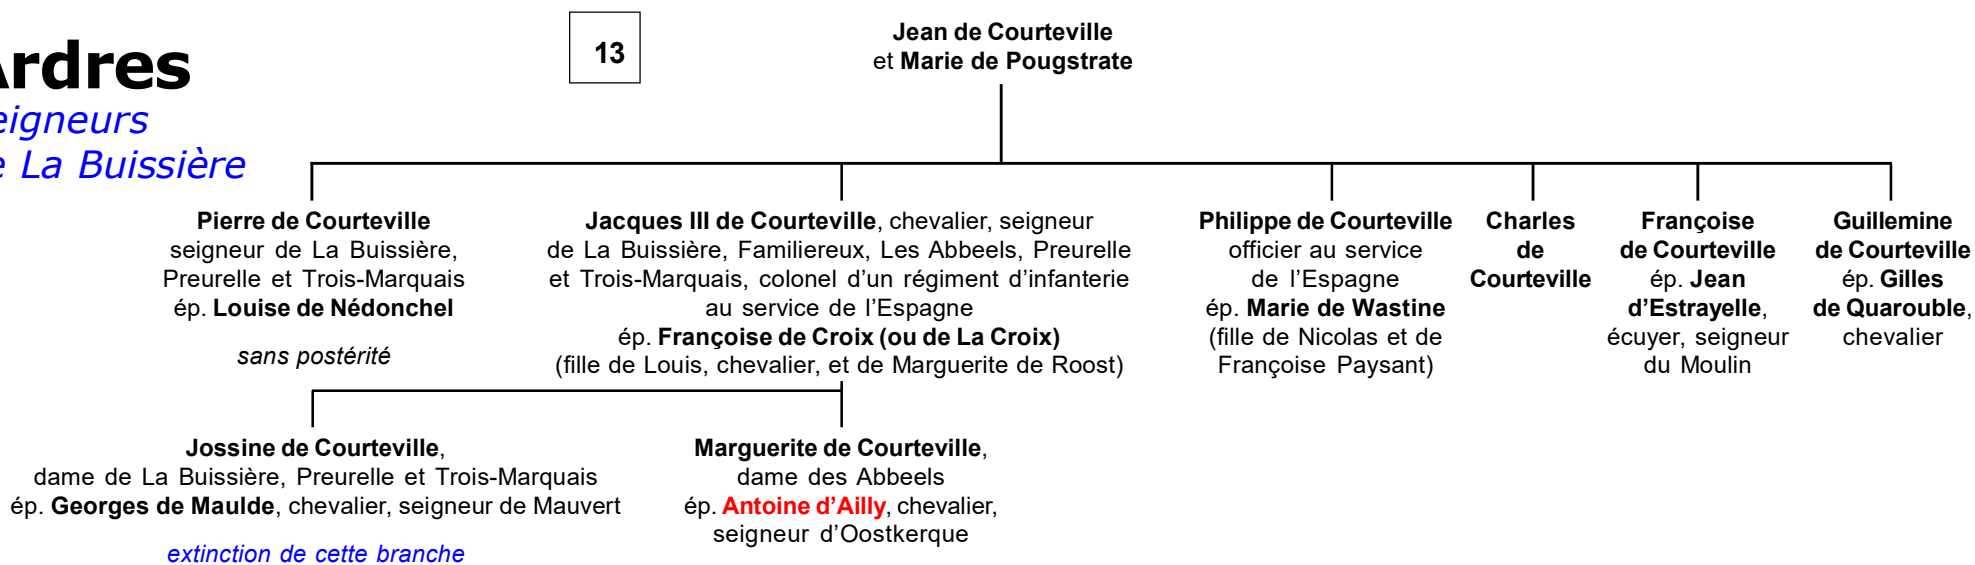 Ardres
eigneurs
e La Buissière
13
Jean de Courteville
et Marie de Pougstrate
Pierre de Courteville
seigneur de La Buissière,
Preurelle et Trois-Marquais
ép. Louise de Nédonchel
sans postérité
Jacques III de Courteville, chevalier, seigneur
de La Buissière, Familiereux, Les Abbeels, Preurelle
et Trois-Marquais, colonel d’un régiment d’infanterie
au service de l’Espagne
ép. Françoise de Croix (ou de La Croix)
(fille de Louis, chevalier, et de Marguerite de Roost)
Philippe de Courteville
officier au service
de l’Espagne
ép. Marie de Wastine
(fille de Nicolas et de
Françoise Paysant)
Charles
de
Courteville
Françoise
de Courteville
ép. Jean
d’Estrayelle,
écuyer, seigneur
du Moulin
Guillemine
de Courteville
ép. Gilles
de Quarouble,
chevalier
Jossine de Courteville,
dame de La Buissière, Preurelle et Trois-Marquais
ép. Georges de Maulde, chevalier, seigneur de Mauvert
extinction de cette branche
Marguerite de Courteville,
dame des Abbeels
ép. Antoine d’Ailly, chevalier,
seigneur d’Oostkerque